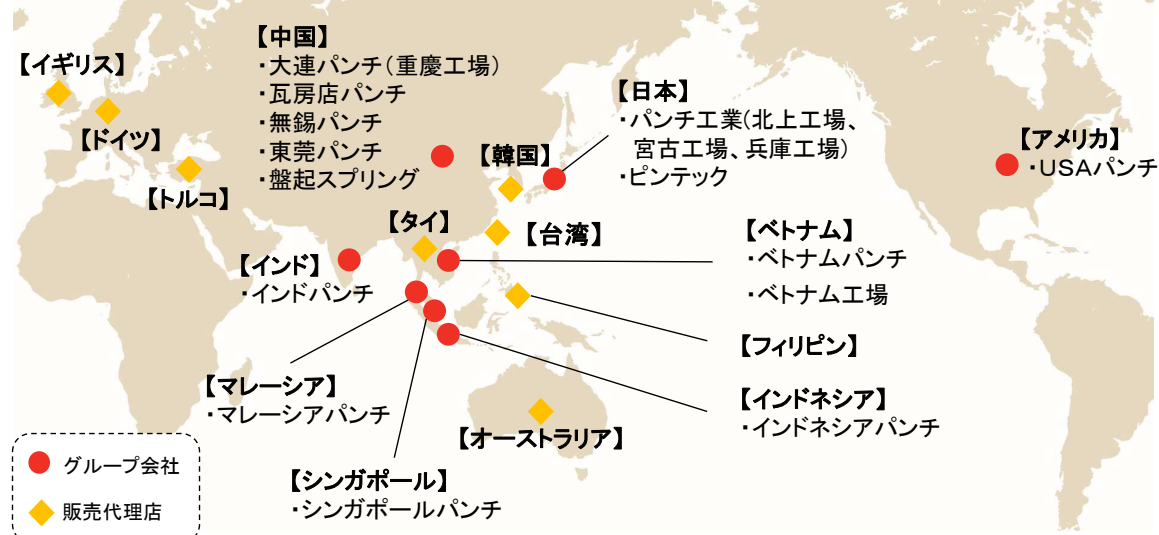 【イギリス】
【ドイツ】
【トルコ】
【中国】
・大連パンチ（重慶工場）
・瓦房店パンチ
・無錫パンチ
・東莞パンチ
・盤起スプリング
【韓国】
【日本】
・パンチ工業(北上工場、
宮古工場、兵庫工場)
・ピンテック
【アメリカ】
・USAパンチ
【タイ】
【台湾】
【ベトナム】
・ベトナムパンチ
・ベトナム工場
【インド】
・インドパンチ
【フィリピン】
【マレーシア】
・マレーシアパンチ
【インドネシア】
・インドネシアパンチ
【オーストラリア】
【シンガポール】
・シンガポールパンチ
グループ会社
販売代理店